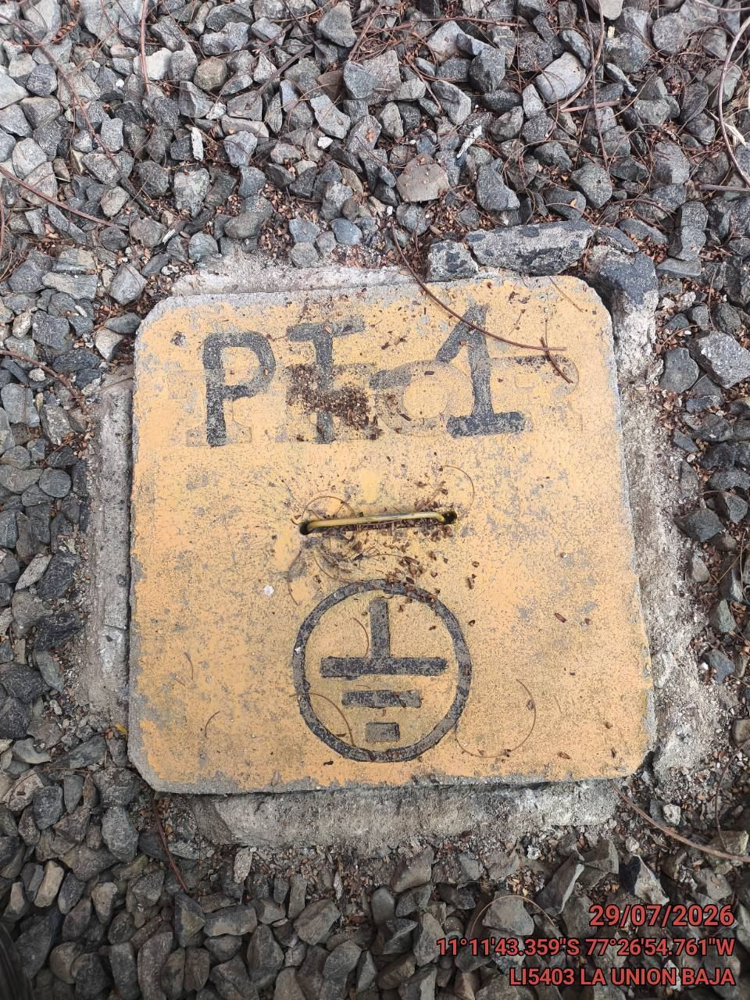 PT-1
29/07/2026
11°11'43.359"S 77°26'54.761"W
LI5403 LA UNION BAJA